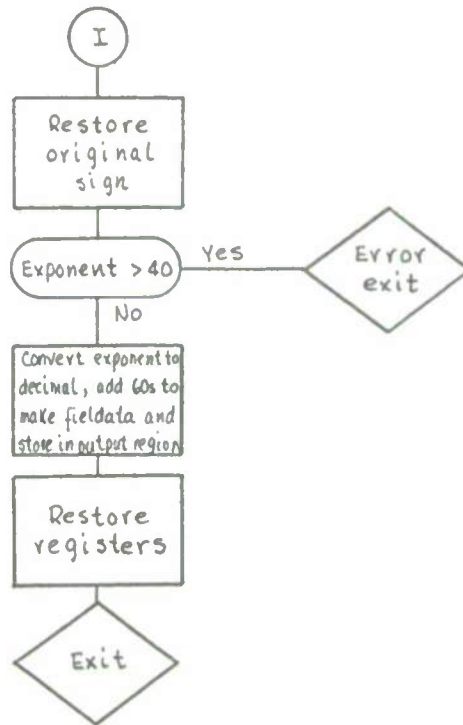 I
Restore
original
sign
Exponent > 40
Yes
Error
exit
No
Convert exponent to
decimal, add 60s to
make fieldata and
store in output region
Restore
registers
Exit